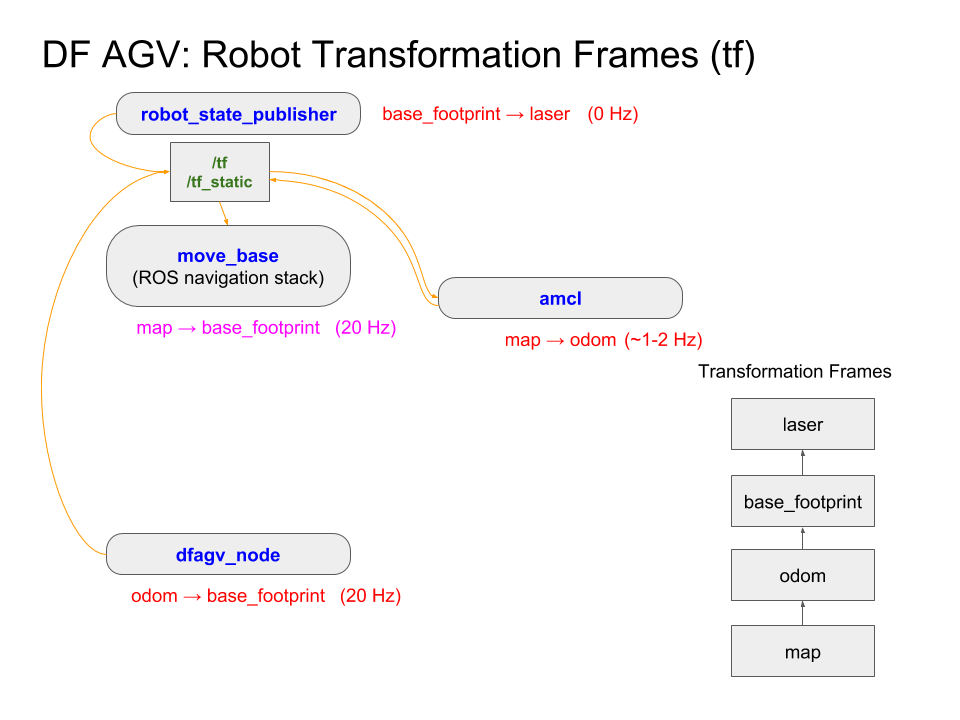 DF AGV: Robot Transformation Frames (tf)
robot_state_publisher
base_footprint → laser (0 Hz)
/tf
/tf_static
move_base
(ROS navigation stack)
map → base_footprint (20 Hz)
amcl
map → odom (~1-2 Hz)
Transformation Frames
laser
base_footprint
odom
map
dfagv_node
odom → base_footprint (20 Hz)